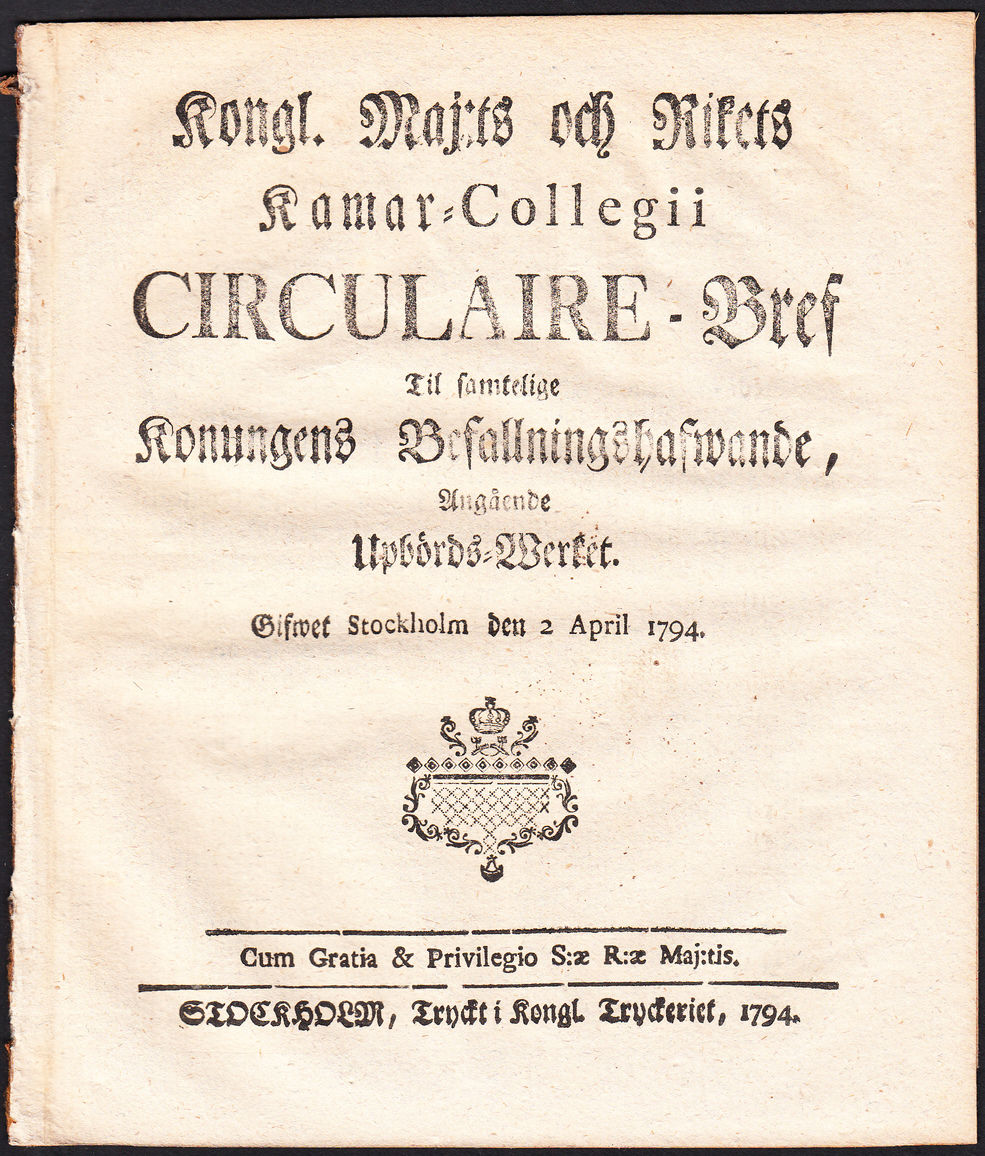 Kongl. Maj:ts och Rikets
Kamar-Collegii
CIRCULAIRE - Bref
Til samtelige
Konungens Befallningshafwande,
Angående
Upbörds-Werket.
Gifwet Stockholm den 2 April 1794.
Cum Gratia & Privilegio S:æ R:æ Maj:tis.
STOCKHOLM, Tryckt i Kongl. Tryckeriet, 1794.